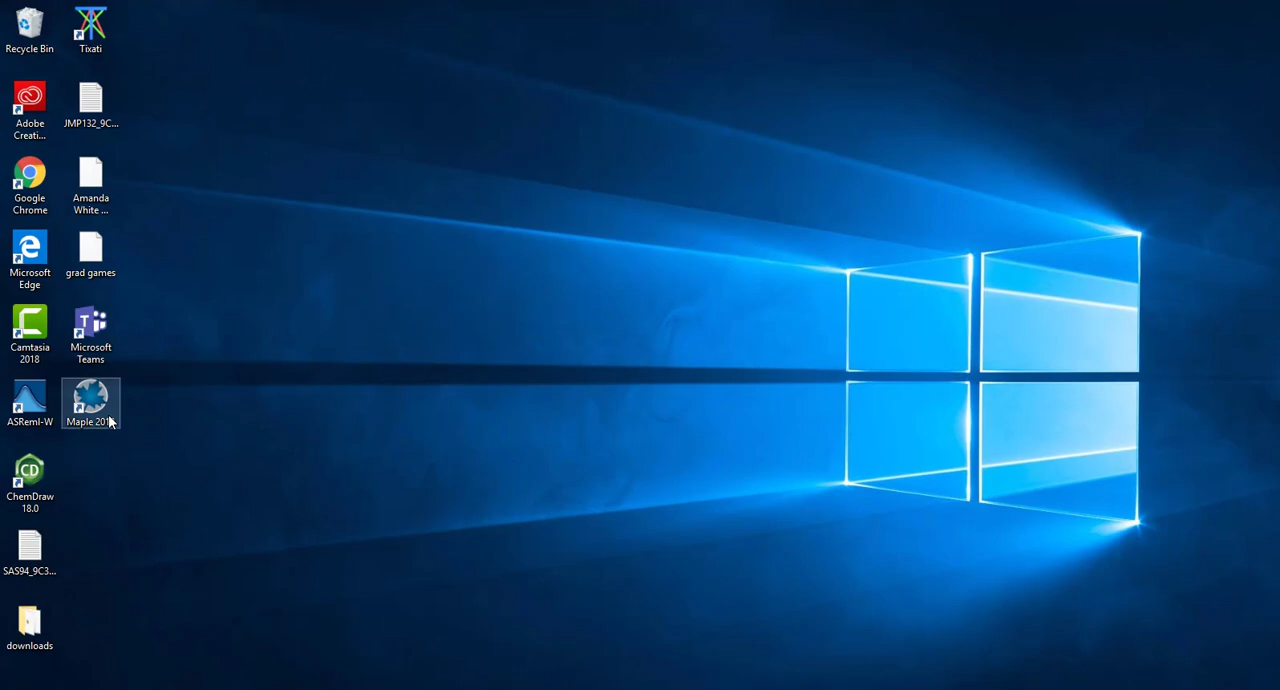 Recycle Bin
Tixati
Adobe
Creati...
JMP132_9C...
Google
Chrome
Amanda
White ...
Microsoft
Edge
grad games
Camtasia
2018
Microsoft
Teams
ASReml-W
Maple
ChemDraw
18.0
SAS94_9C3...
downloads